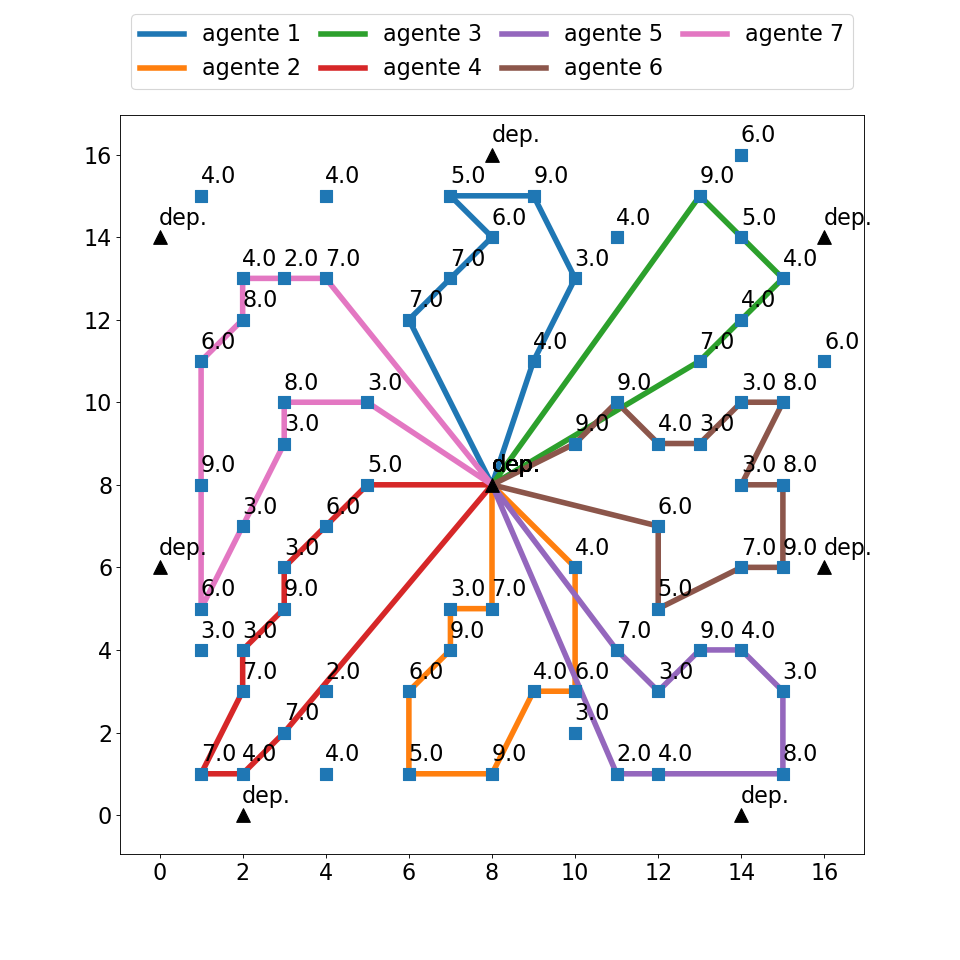 agente 1 agente 3 agente 5 agente 7
agente 2 agente 4 agente 6
6.0
dep.
16
4.0 4.0 5.0 9.0 9.0
dep. 6.0 4.0 5.0 dep.
14
4.0 2.0 7.0 7.0 3.0 4.0
8.0 7.0 4.0
12
6.0 4.0 7.0 6.0
8.0 3.0 9.0 3.0 8.0
10
3.0 9.0 4.0 3.0
9.0 5.0 dep. 3.0 8.0
8
3.0 6.0 6.0
dep. 3.0 4.0 7.0 9.0 dep.
6
6.0 9.0 3.0 7.0 5.0
3.0 3.0 9.0 7.0 9.0 4.0
4
7.0 2.0 6.0 4.0 6.0 3.0 3.0
7.0 3.0
2
7.0 4.0 4.0 5.0 9.0 2.0 4.0 8.0
dep. dep.
0
0 2 4 6 8 10 12 14 16